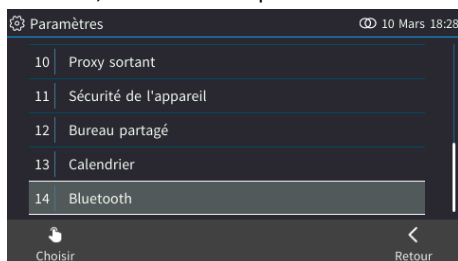 Paramètres 10 Mars 18:28
10 Proxy sortant
11 Sécurité de l'appareil
12 Bureau partagé
13 Calendrier
14 Bluetooth
Choisir Retour